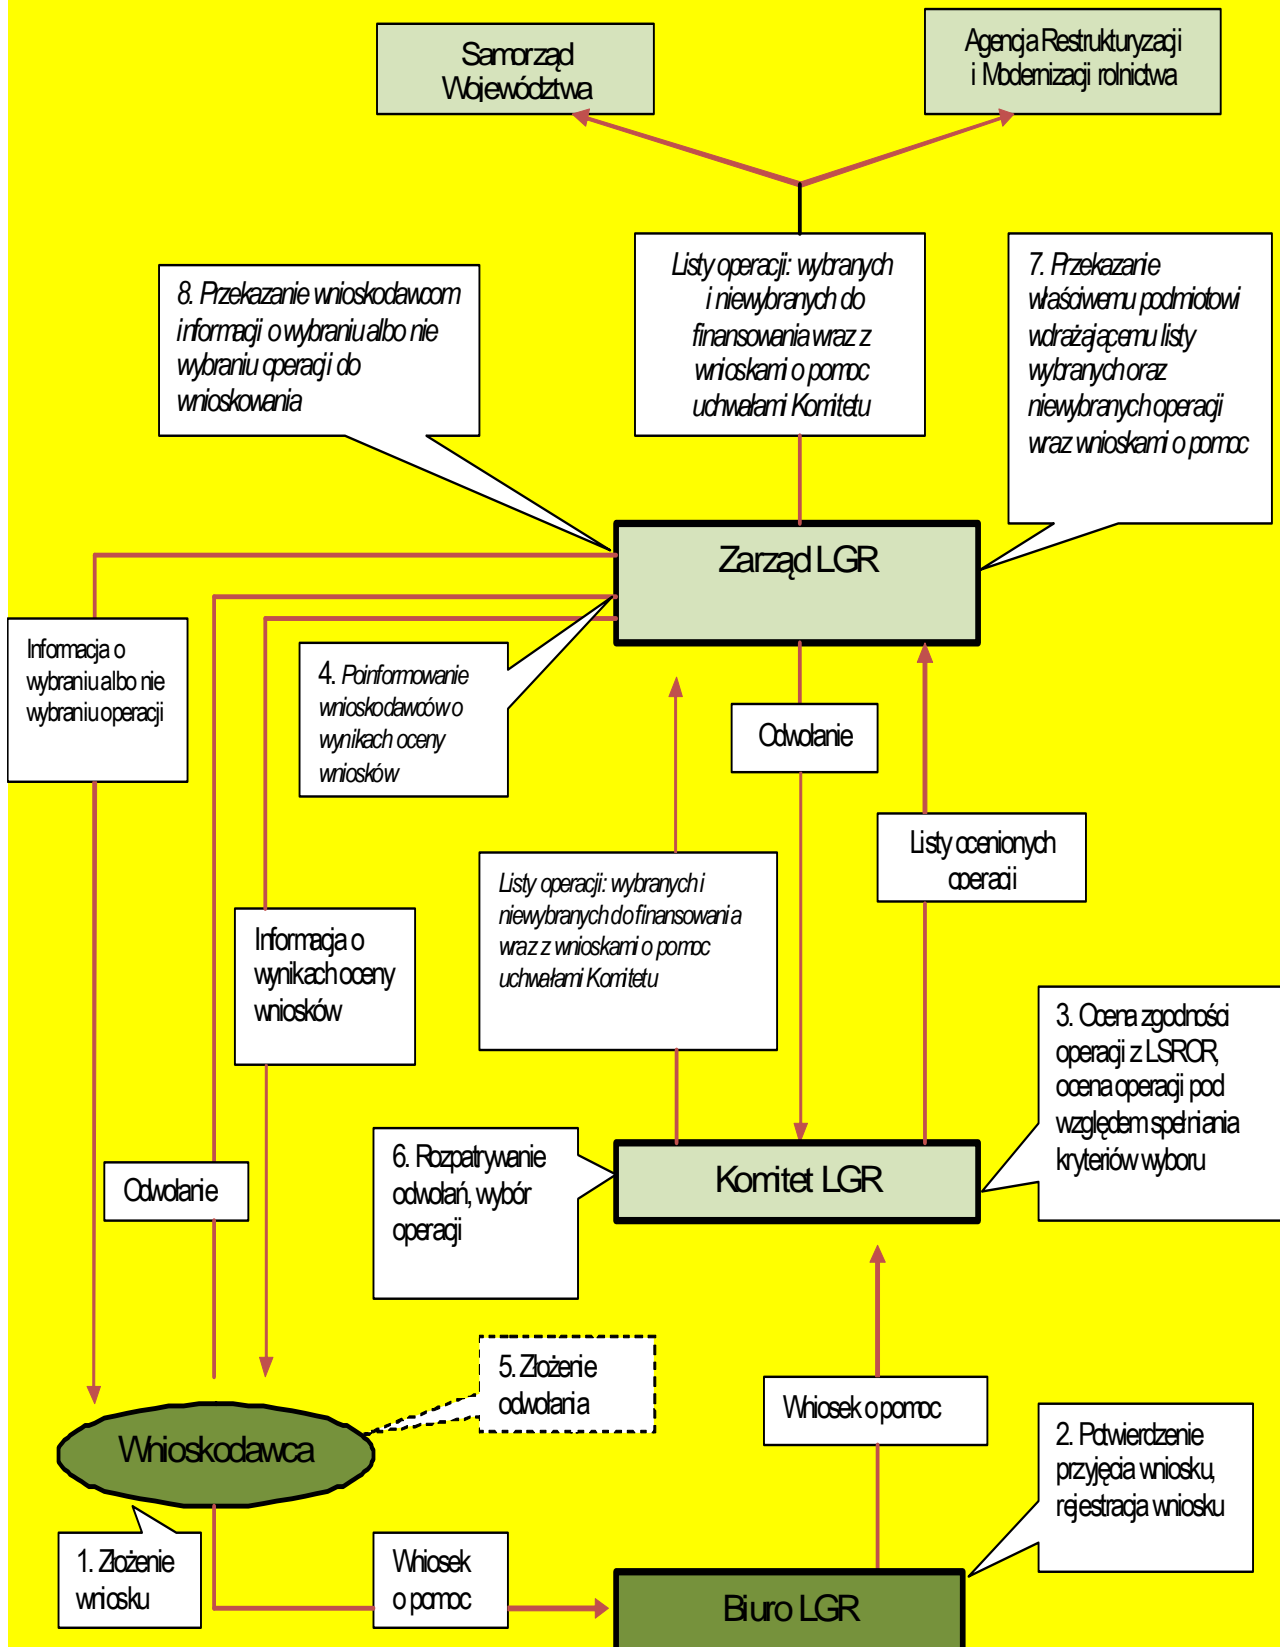 Samorząd
Województwa
Agencja Restrukturyzacji
i Modernizacji rolnictwa
Listy operacji: wybranych
i niewybranych do
finansowania wraz z
wnioskami o pomoc
uchwałami Komitetu
7. Przekazanie
właściwemu podmiotowi
wdrażającemu listy
wybranych oraz
niewybranych operacji
wraz wnioskami o pomoc
8. Przekazanie wnioskodawcom
informacji o wybraniu albo nie
wybraniu operacji do
wnioskowania
Zarząd LGR
Informacja o
wybraniu albo nie
wybraniu operacji
4. Poinformowanie
wnioskodawców o
wynikach oceny
wniosków
Odwołanie
Listy ocenionych
operacji
Listy operacji: wybranych i
niewybranych do finansowania
wraz z wnioskami o pomoc
uchwałami Komitetu
Informacja o
wynikach oceny
wniosków
3. Ocena zgodności
operacji z LSROR,
ocena operacji pod
względem spełniania
kryteriów wyboru
6. Rozpatrywanie
odwołań, wybór
operacji
Komitet LGR
Odwołanie
5. Złożenie
odwołania
Wniosek o pomoc
Wnioskodawca
2. Potwierdzenie
przyjęcia wniosku,
rejestracja wniosku
1. Złożenie
wniosku
Wniosek
o pomoc
Biuro LGR